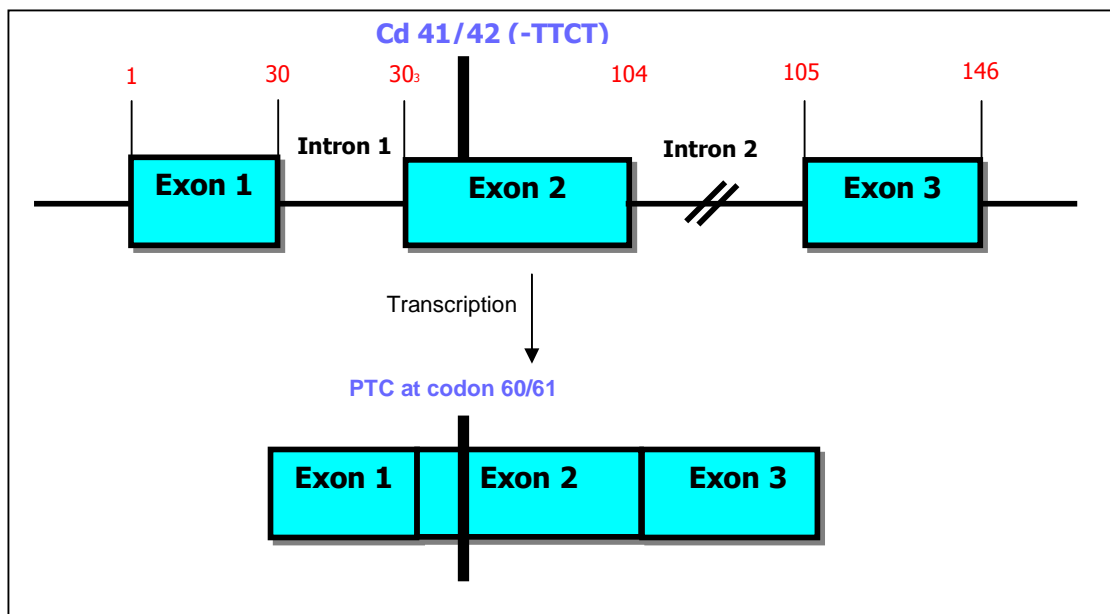 Cd 41/42 (-TTCT)
1 30 30₃ 104 105 146
Intron 1 Intron 2
Exon 1 Exon 2 Exon 3
Transcription
PTC at codon 60/61
Exon 1 Exon 2 Exon 3